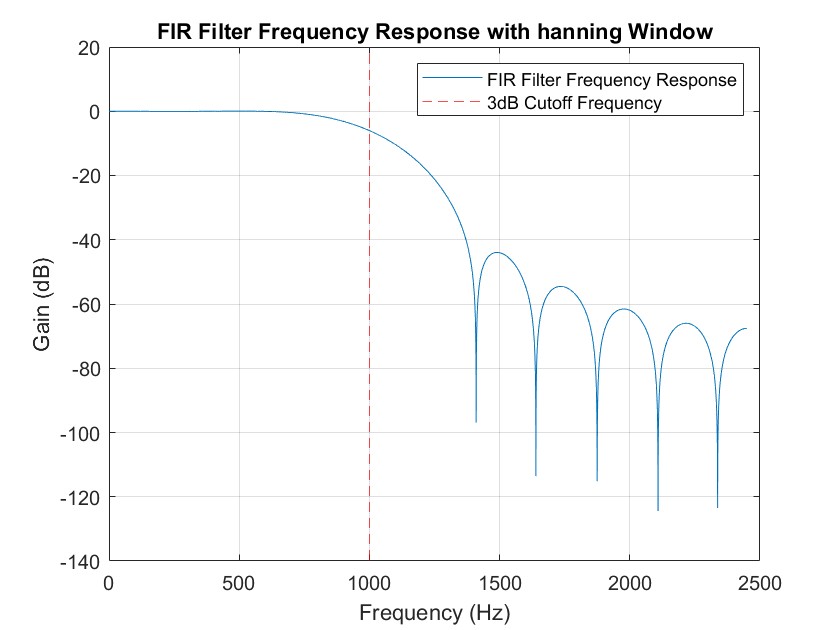 FIR Filter Frequency Response with hanning Window
20
FIR Filter Frequency Response
3dB Cutoff Frequency
0
-20
-40
-60
-80
-100
-120
-140
Gain (dB)
0 500 1000 1500 2000 2500
Frequency (Hz)